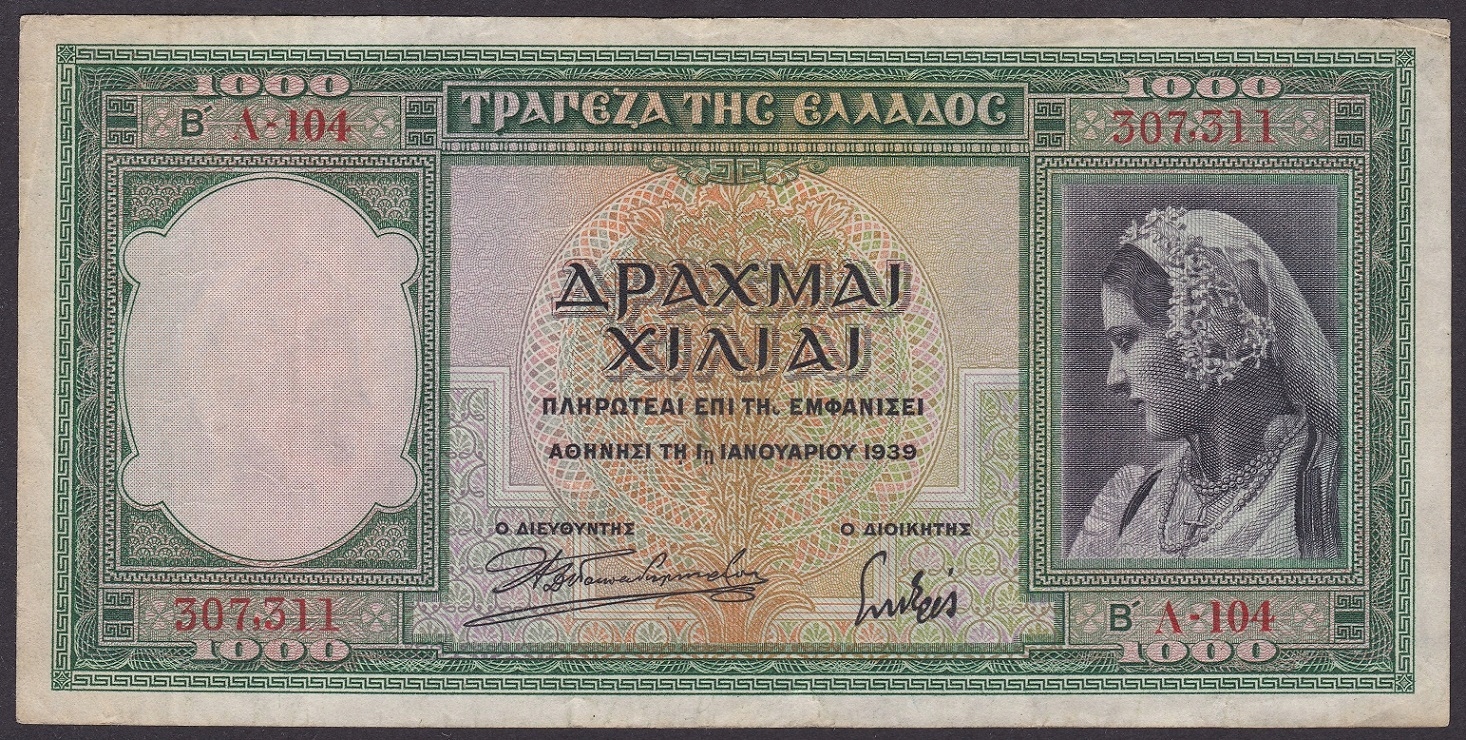 1000
1000
Β΄ Λ-104
ΤΡΑΠΕΖΑ ΤΗΣ ΕΛΛΑΔΟΣ
307,311
ΔΡΑΧΜΑΙ
ΧΙΛΙΑΙ
ΠΛΗΡΩΤΕΑΙ ΕΠΙ ΤΗ, ΕΜΦΑΝΙΣΕΙ
ΑΘΗΝΗΣΙ ΤΗ 1η ΙΑΝΟΥΑΡΙΟΥ 1939
Ο ΔΙΕΥΘΥΝΤΗΣ
Ο ΔΙΟΙΚΗΤΗΣ
307,311
Β΄ Λ-104
1000
1000